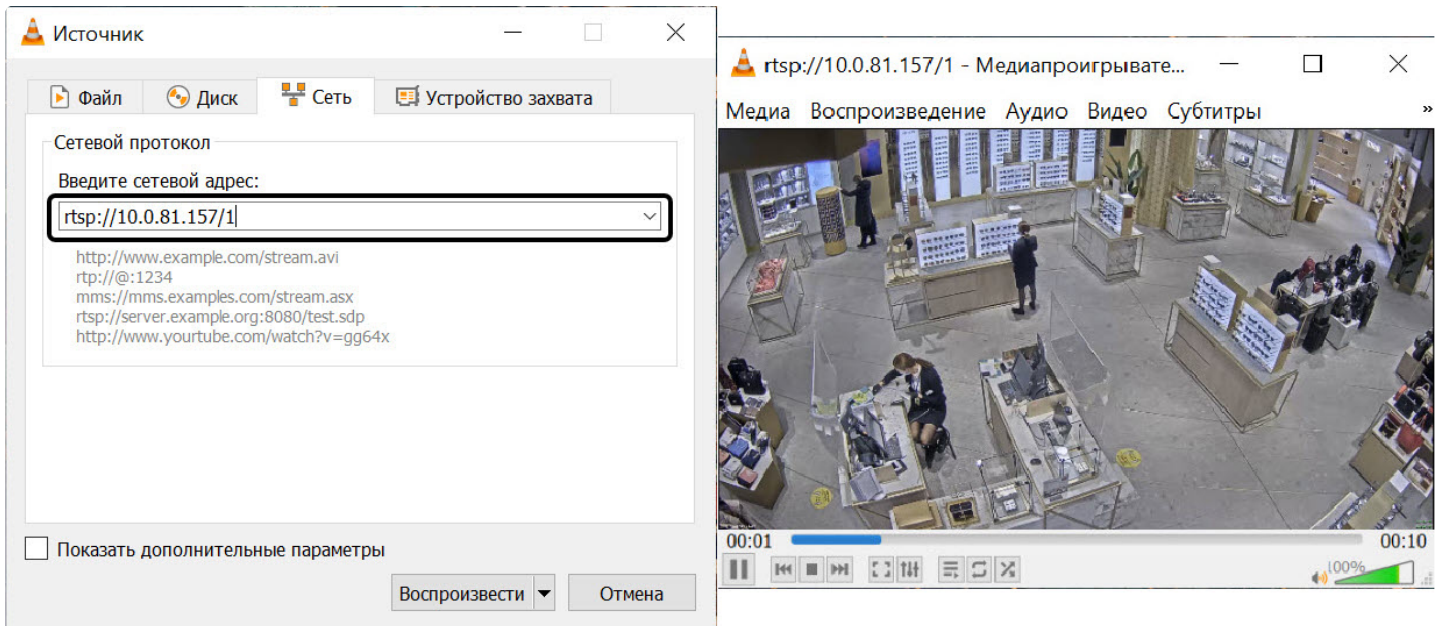 Источник
Файл
Диск
Сеть
Устройство захвата
Сетевой протокол
Введите сетевой адрес:
rtsp://10.0.81.157/1
http://www.example.com/stream.avi
rtp://@:1234
mms://mms.examples.com/stream.asx
rtsp://server.example.org:8080/test.sdp
http://www.yourtube.com/watch?v=gg64x
Показать дополнительные параметры
Воспроизвести
Отмена
rtsp://10.0.81.157/1 - Медиапроигрывате...
Медиа Воспроизведение Аудио Видео Субтитры »
00:01
00:10
100%